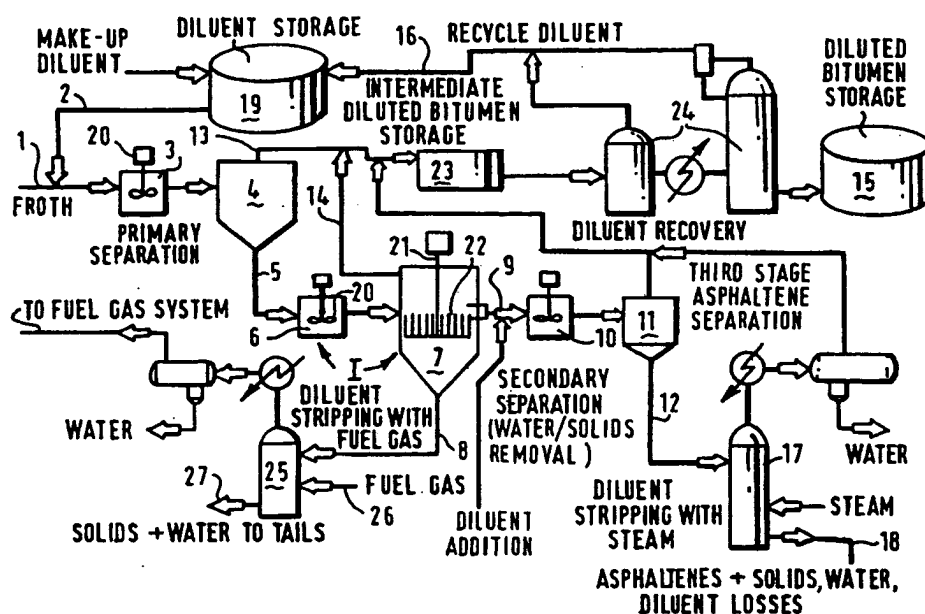 DILUENT STORAGE
MAKE-UP
DILUENT
16
RECYCLE DILUENT
DILUTED
BITUMEN
STORAGE
2
19
INTERMEDIATE
DILUTED BITUMEN
STORAGE
13
24
20
3
1
4
23
15
FROTH
14
DILUENT RECOVERY
PRIMARY
SEPARATION
21
22
9
THIRD STAGE
ASPHALTENE
SEPARATION
5
20
TO FUEL GAS SYSTEM
6
7
10
11
I
DILUENT
STRIPPING WITH
FUEL GAS
SECONDARY
SEPARATION
(WATER/SOLIDS
REMOVAL)
12
WATER
8
WATER
17
25
27
FUEL GAS
26
DILUENT
STRIPPING WITH
STEAM
STEAM
SOLIDS + WATER TO TAILS
DILUENT
ADDITION
18
ASPHALTENES + SOLIDS, WATER,
DILUENT LOSSES